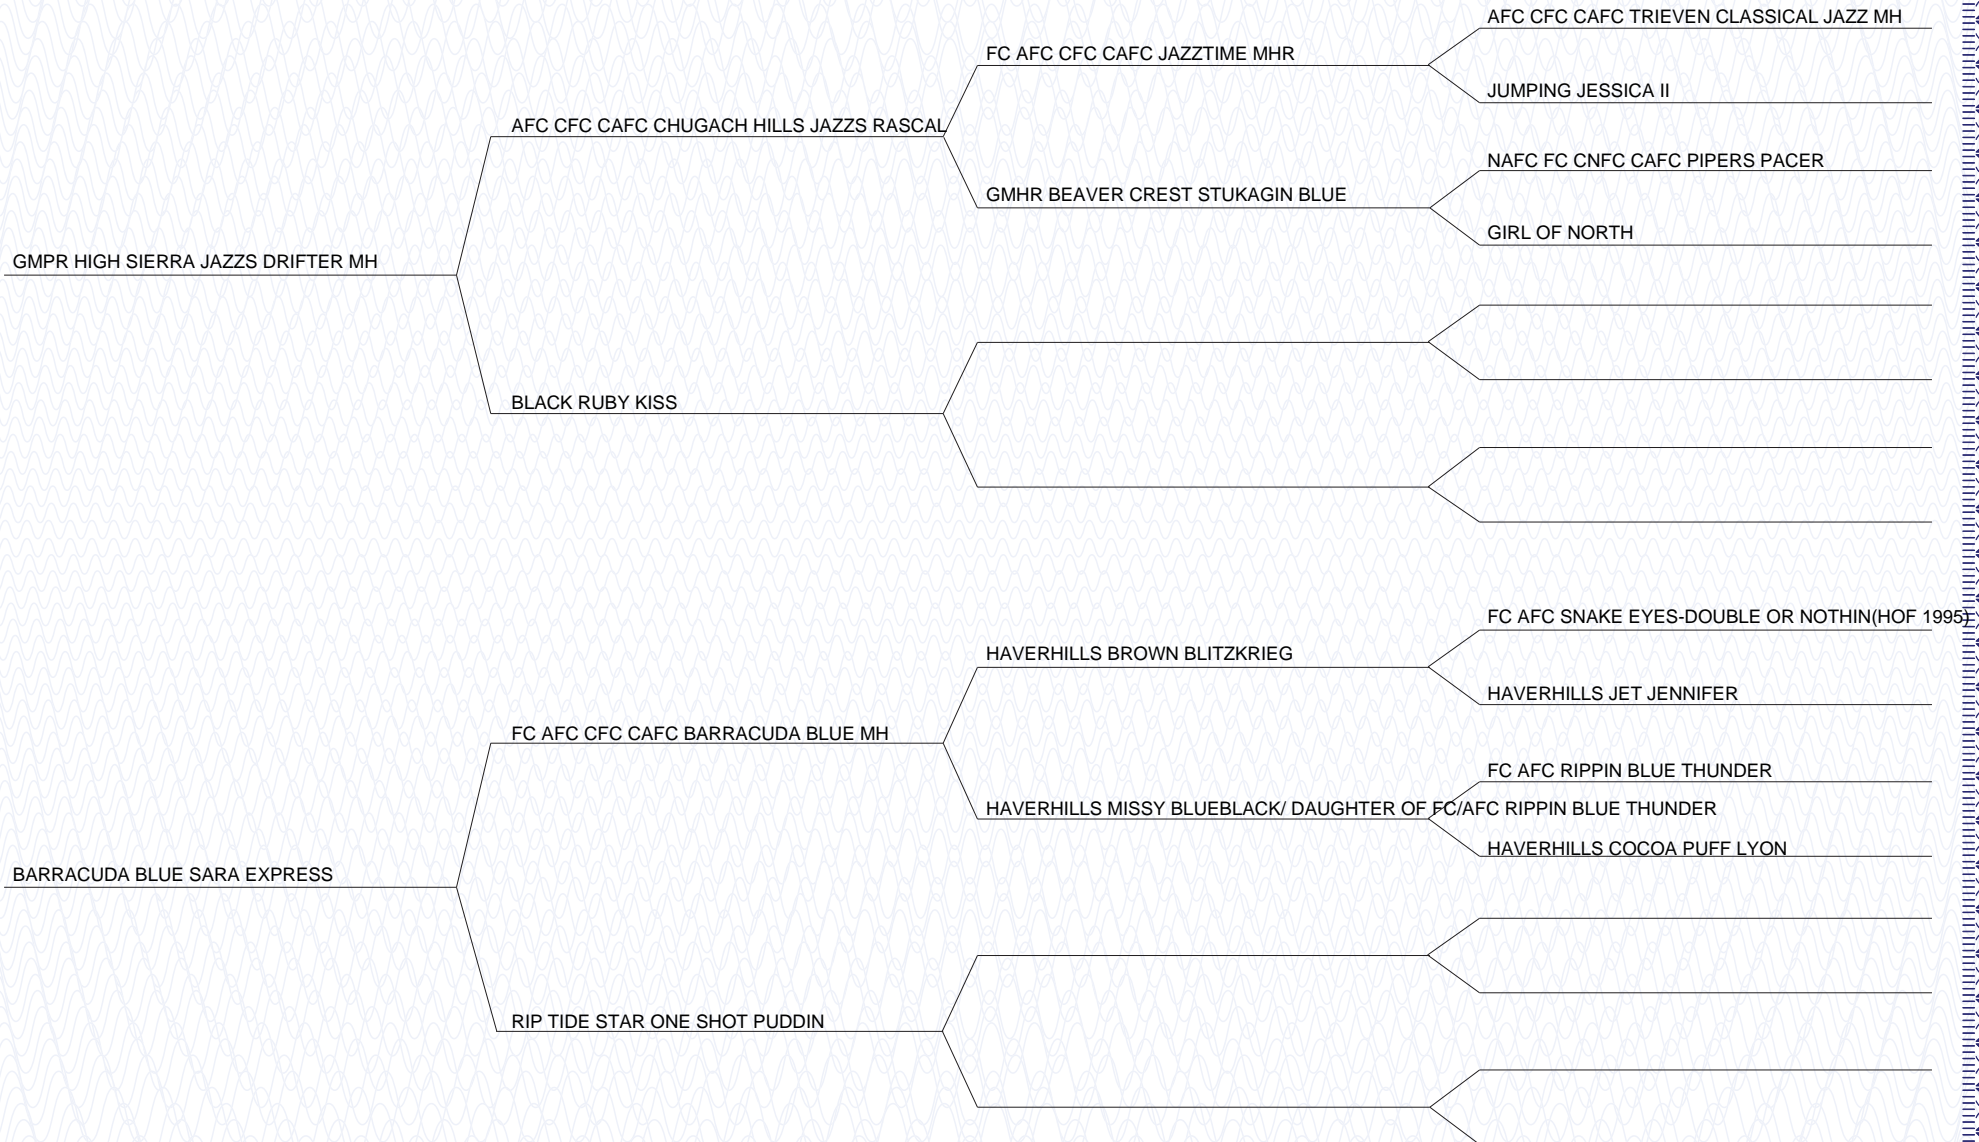 AFC CFC CAFC TRIEVEN CLASSICAL JAZZ MH
FC AFC CFC CAFC JAZZTIME MHR
JUMPING JESSICA II
AFC CFC CAFC CHUGACH HILLS JAZZS RASCAL
NAFC FC CNFC CAFC PIPERS PACER
GMHR BEAVER CREST STUKAGIN BLUE
GIRL OF NORTH
GMPR HIGH SIERRA JAZZS DRIFTER MH
BLACK RUBY KISS
FC AFC SNAKE EYES-DOUBLE OR NOTHIN(HOF 1995)
HAVERHILLS BROWN BLITZKRIEG
HAVERHILLS JET JENNIFER
FC AFC CFC CAFC BARRACUDA BLUE MH
FC AFC RIPPIN BLUE THUNDER
HAVERHILLS MISSY BLUEBLACK/ DAUGHTER OF FC/AFC RIPPIN BLUE THUNDER
HAVERHILLS COCOA PUFF LYON
BARRACUDA BLUE SARA EXPRESS
RIP TIDE STAR ONE SHOT PUDDIN